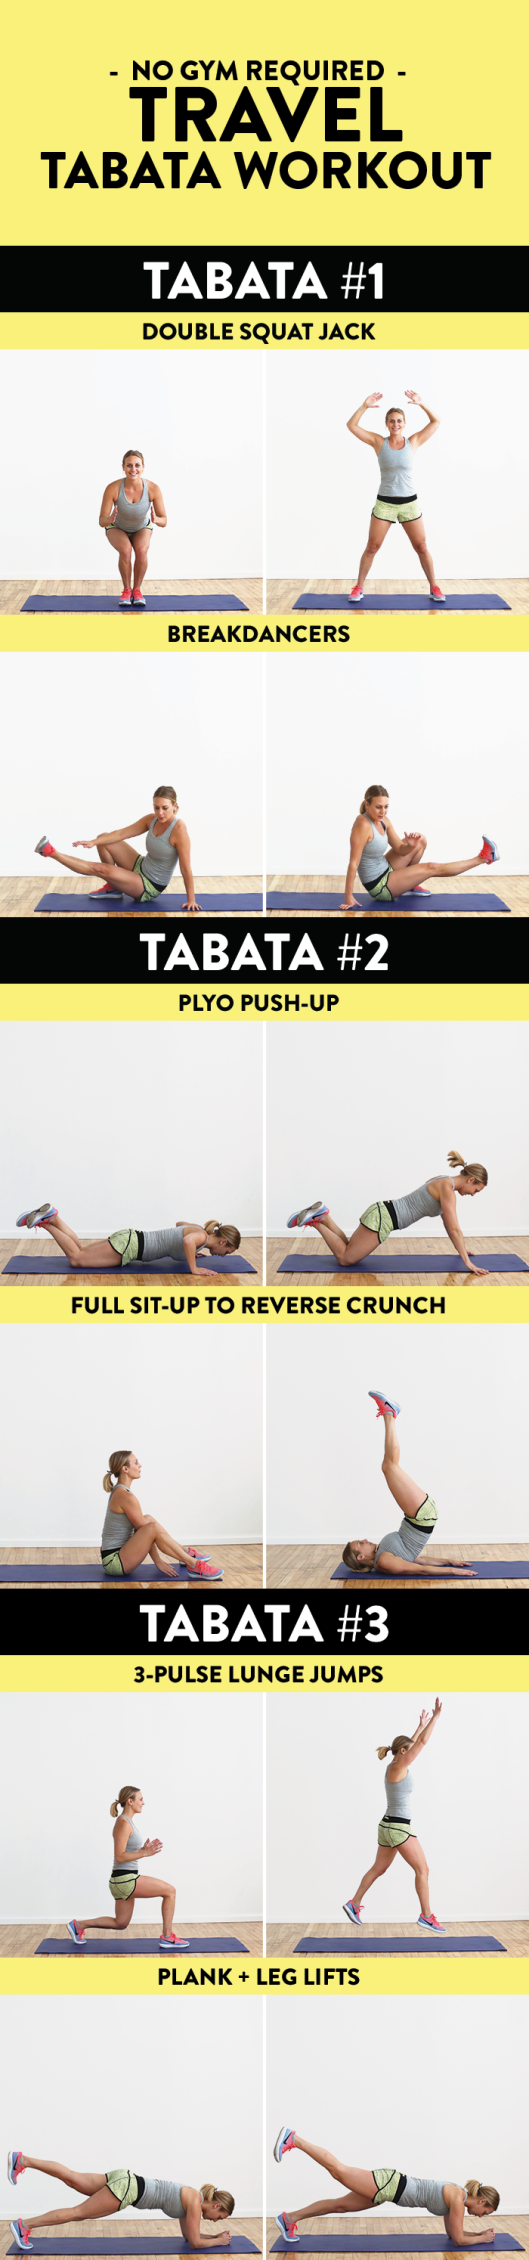 - NO GYM REQUIRED -
TRAVEL
TABATA WORKOUT
TABATA #1
DOUBLE SQUAT JACK
BREAKDANCERS
TABATA #2
PLYO PUSH-UP
FULL SIT-UP TO REVERSE CRUNCH
TABATA #3
3-PULSE LUNGE JUMPS
PLANK + LEG LIFTS